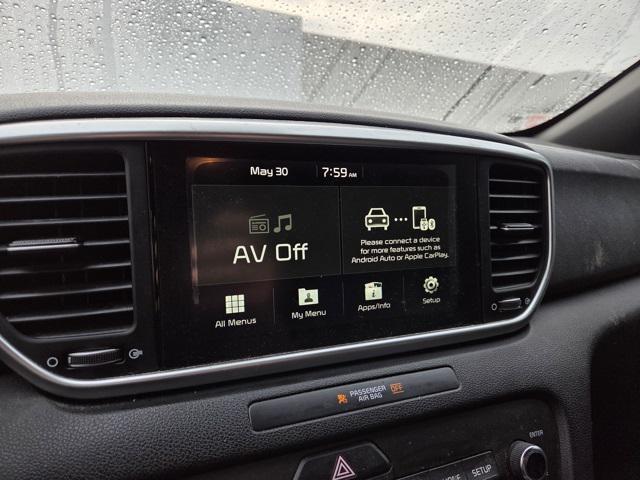 May 30
7:59 AM
AV Off
Please connect a device
for more features such as
Android Auto or Apple CarPlay.
All Menus
My Menu
Apps/Info
Setup
PASSENGER
AIR BAG
OFF
ENTER
SETUP